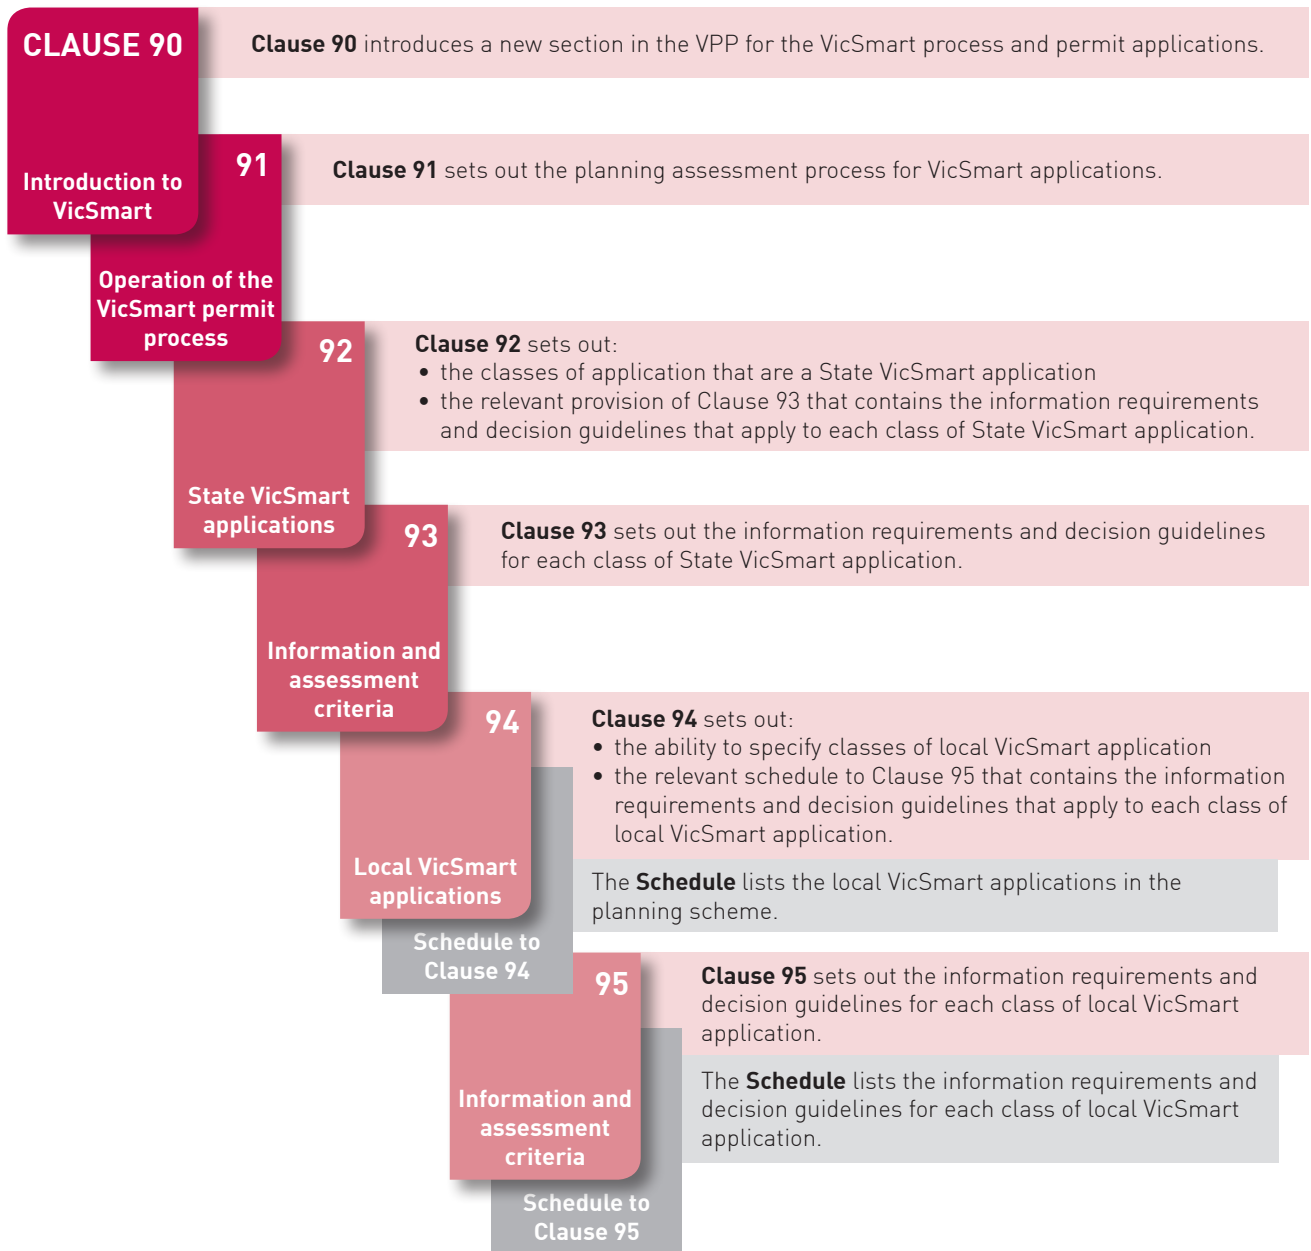 CLAUSE 90
Introduction to
VicSmart
Clause 90 introduces a new section in the VPP for the VicSmart process and permit applications.
91
Operation of the
VicSmart permit
process
Clause 91 sets out the planning assessment process for VicSmart applications.
92
State VicSmart
applications
Clause 92 sets out:
• the classes of application that are a State VicSmart application
• the relevant provision of Clause 93 that contains the information requirements
and decision guidelines that apply to each class of State VicSmart application.
93
Information and
assessment
criteria
Clause 93 sets out the information requirements and decision guidelines
for each class of State VicSmart application.
94
Local VicSmart
applications
Clause 94 sets out:
• the ability to specify classes of local VicSmart application
• the relevant schedule to Clause 95 that contains the information
requirements and decision guidelines that apply to each class of
local VicSmart application.
Schedule to
Clause 94
The Schedule lists the local VicSmart applications in the
planning scheme.
95
Information and
assessment
criteria
Clause 95 sets out the information requirements and
decision guidelines for each class of local VicSmart
application.
Schedule to
Clause 95
The Schedule lists the information requirements and
decision guidelines for each class of local VicSmart
application.